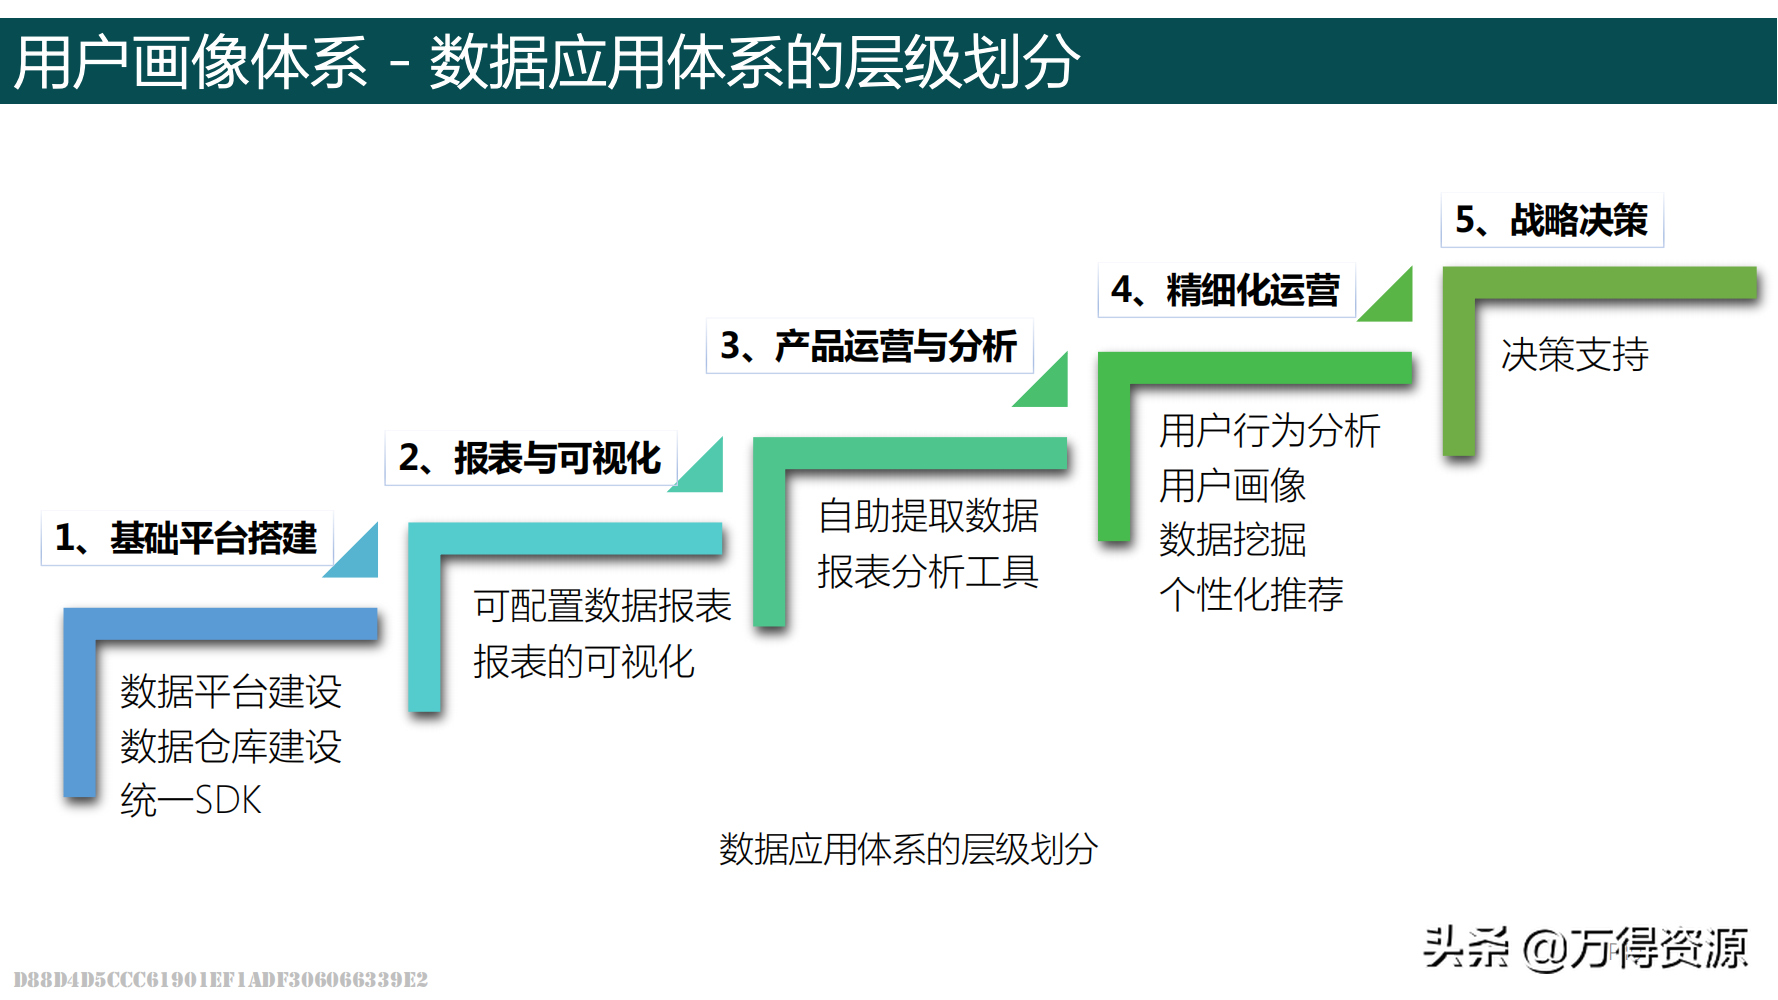 用户画像体系 - 数据应用体系的层级划分
1、基础平台搭建
数据平台建设
数据仓库建设
统一SDK
2、报表与可视化
可配置数据报表
报表的可视化
3、产品运营与分析
自助提取数据
报表分析工具
4、精细化运营
用户行为分析
用户画像
数据挖掘
个性化推荐
5、战略决策
决策支持
数据应用体系的层级划分
头条 @万得资源
D88D4D5CCC61901EF1ADF306066339E2